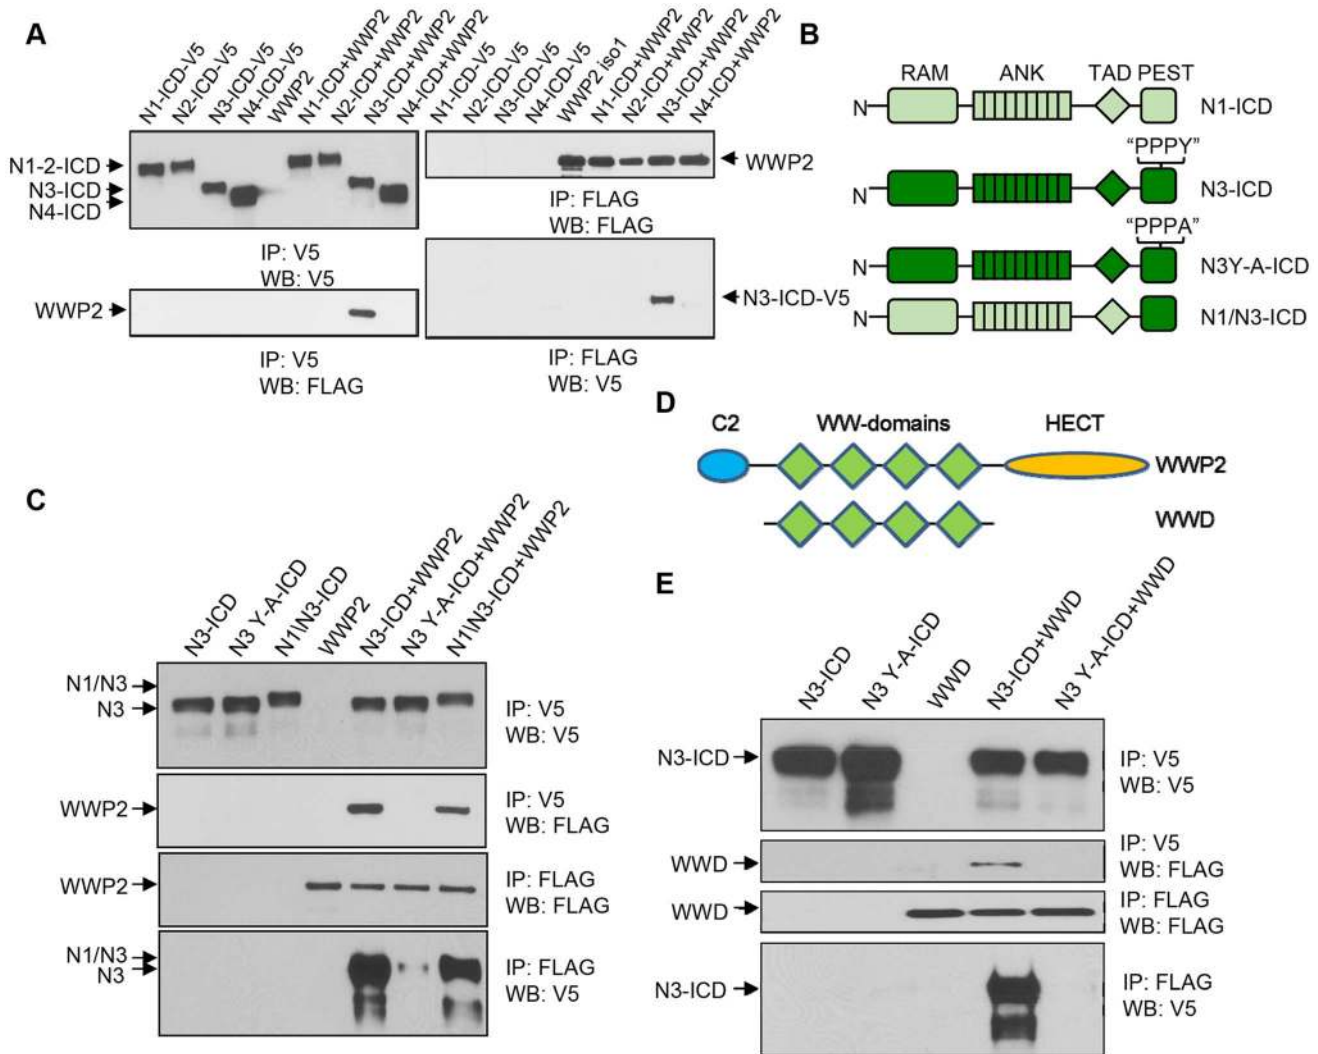 A
N1-ICD-V5
N2-ICD-V5
N3-ICD-V5
N4-ICD-V5
WWP2
N1-ICD+WWP2
N2-ICD+WWP2
N3-ICD+WWP2
N4-ICD+WWP2
N1-ICD-V5
N2-ICD-V5
N3-ICD-V5
N4-ICD-V5
WWP2 iso1
N1-ICD+WWP2
N2-ICD+WWP2
N3-ICD+WWP2
N4-ICD+WWP2
N1-2-ICD
N3-ICD
N4-ICD
IP: V5
WB: V5
WWP2
IP: V5
WB: FLAG
WWP2
IP: FLAG
WB: FLAG
N3-ICD-V5
IP: FLAG
WB: V5
B
RAM ANK TAD PEST
N N1-ICD
“PPPY”
N N3-ICD
“PPPA”
N N3Y-A-ICD
N N1/N3-ICD
C
N3-ICD
N3 Y-A-ICD
N1\N3-ICD
WWP2
N3-ICD+WWP2
N3 Y-A-ICD+WWP2
N1\N3-ICD+WWP2
N1/N3
N3
IP: V5
WB: V5
WWP2
IP: V5
WB: FLAG
WWP2
IP: FLAG
WB: FLAG
N1/N3
N3
IP: FLAG
WB: V5
D
C2 WW-domains HECT
WWP2
WWD
E
N3-ICD
N3 Y-A-ICD
WWD
N3-ICD+WWD
N3 Y-A-ICD+WWD
N3-ICD
IP: V5
WB: V5
WWD
IP: V5
WB: FLAG
WWD
IP: FLAG
WB: FLAG
N3-ICD
IP: FLAG
WB: V5